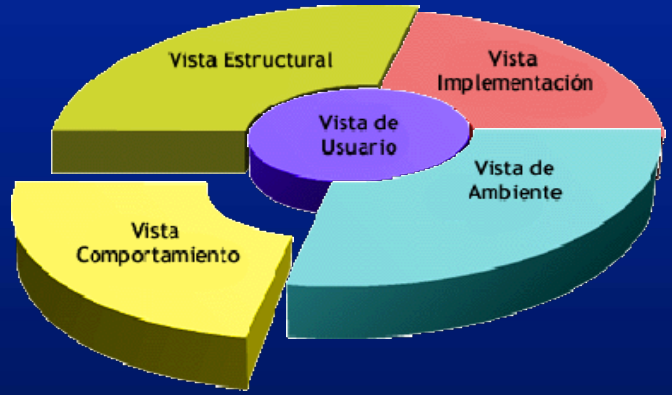 Vista Estructural
Vista
Implementación
Vista de
Usuario
Vista de
Ambiente
Vista
Comportamiento